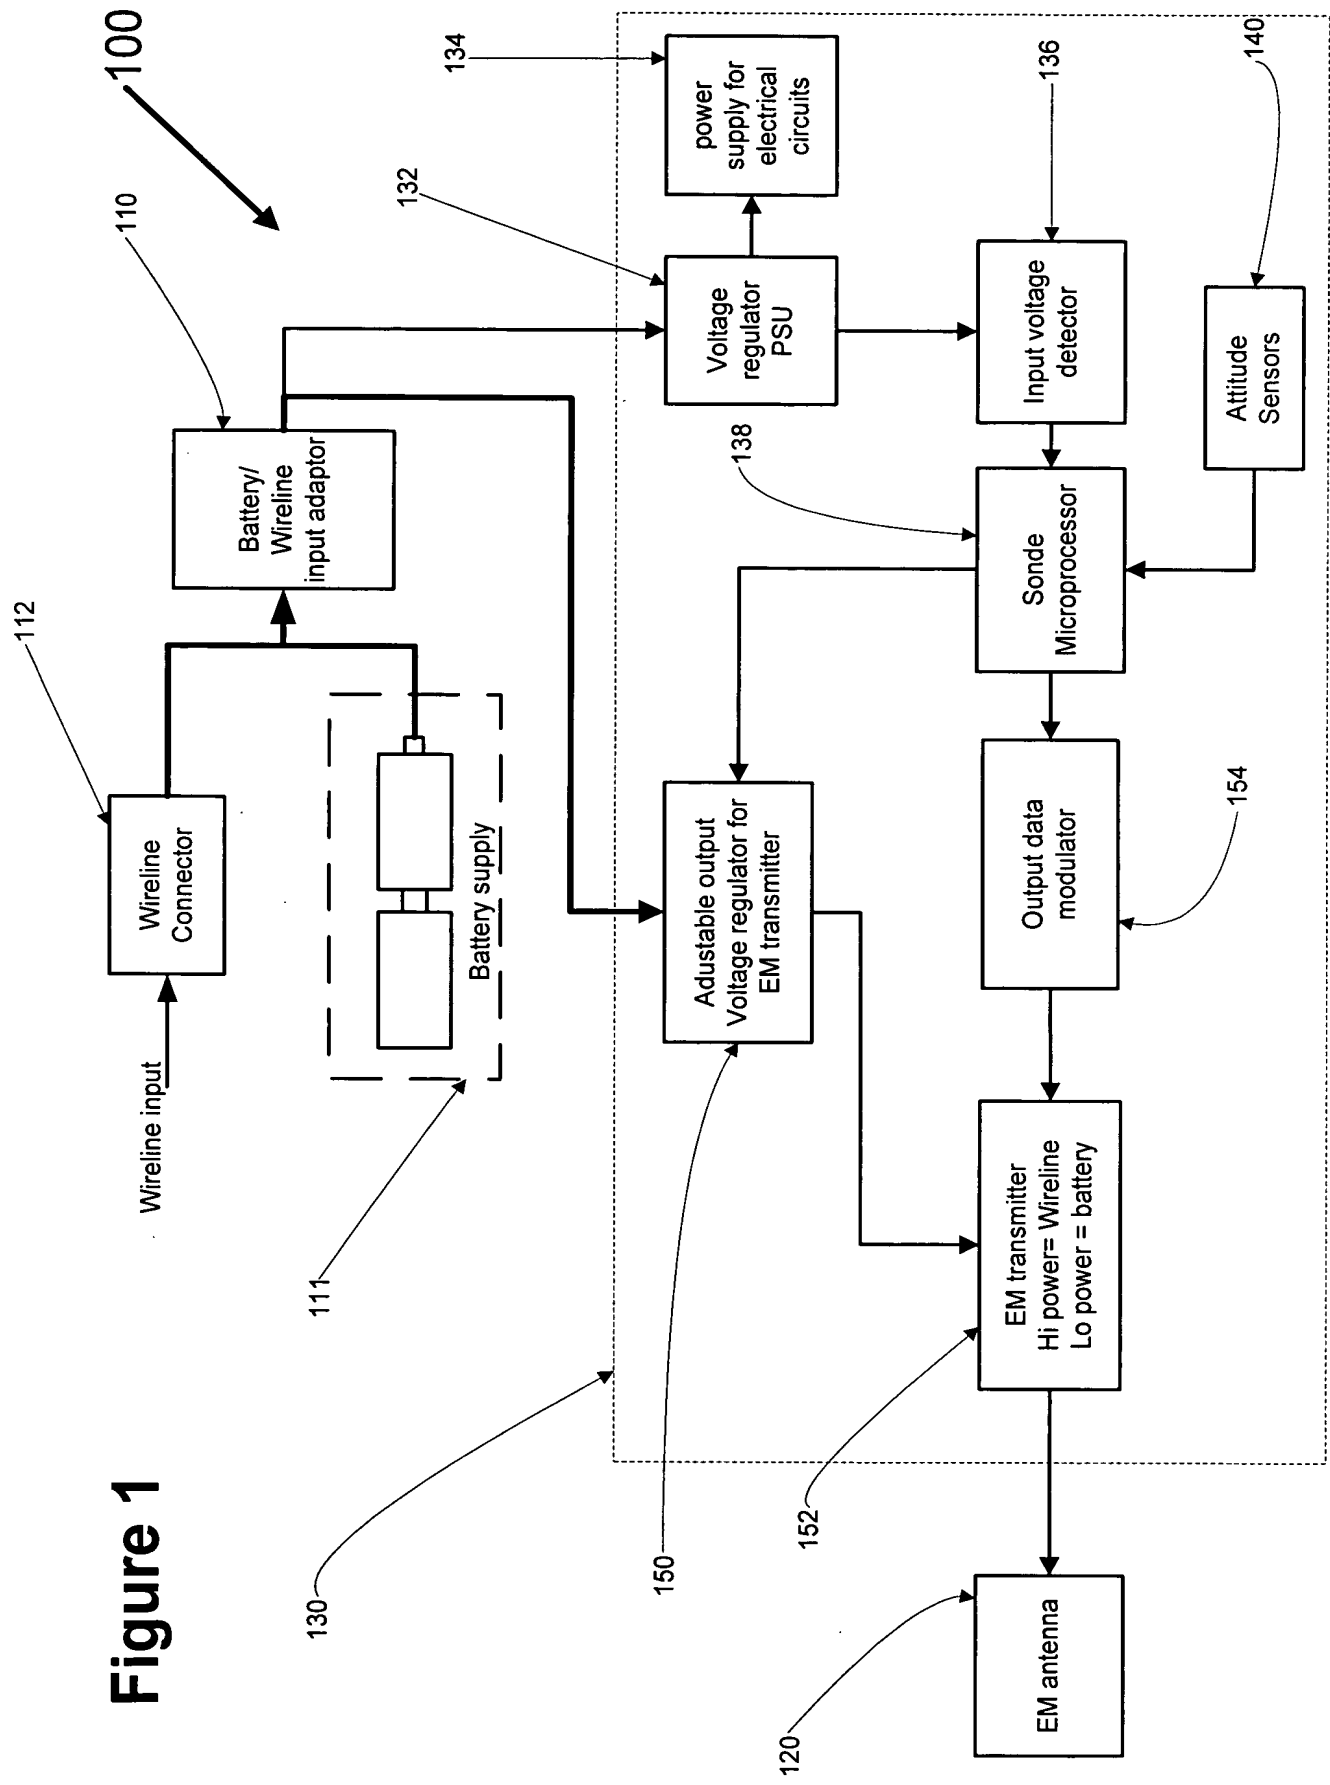 Figure 1
100
112
110
Wireline input
Wireline
Connector
Battery/
Wireline
input adaptor
Battery supply
111
130
132
134
Voltage
regulator
PSU
power
supply for
electrical
circuits
Adustable output
Voltage regulator for
EM transmitter
150
138
136
140
Input voltage
detector
Attitude
Sensors
Sonde
Microprocessor
Output data
modulator
154
EM transmitter
Hi power= Wireline
Lo power = battery
152
EM antenna
120